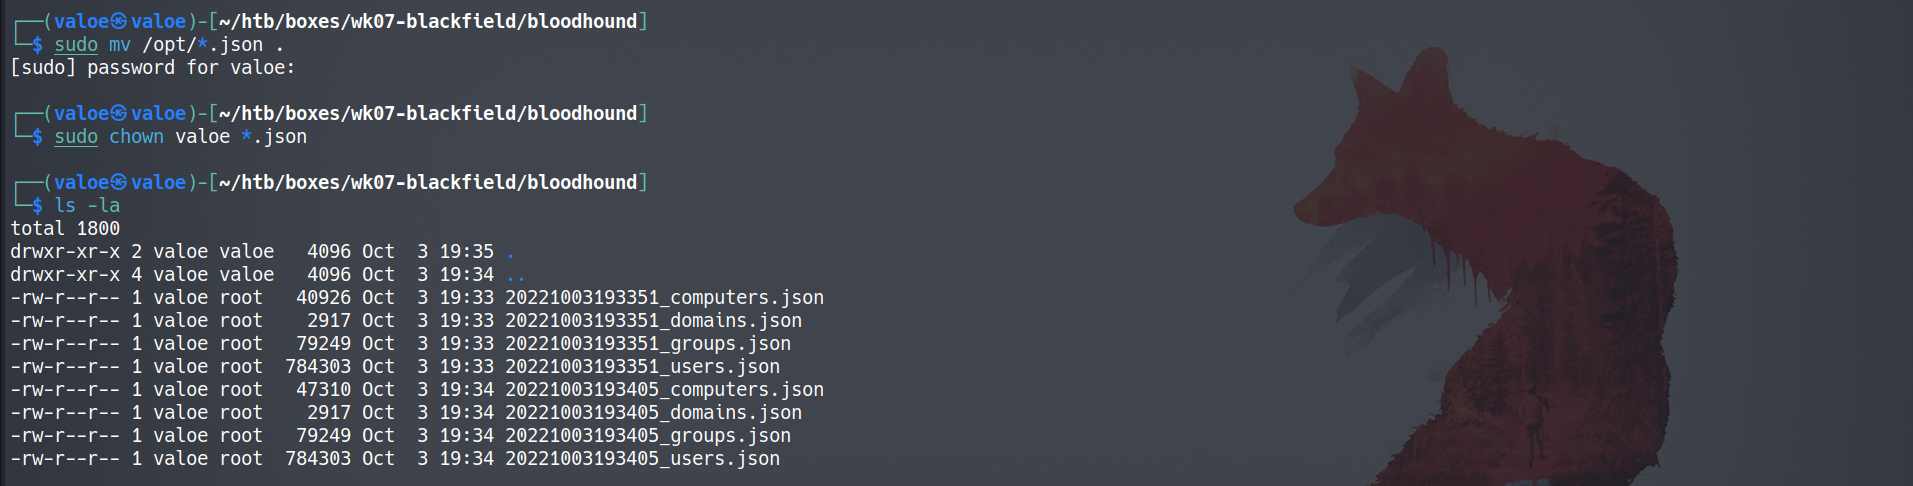 ┌──(valoe㉿valoe)-[~/htb/boxes/wk07-blackfield/bloodhound]
└─$ sudo mv /opt/*.json .
[sudo] password for valoe:
┌──(valoe㉿valoe)-[~/htb/boxes/wk07-blackfield/bloodhound]
└─$ sudo chown valoe *.json
┌──(valoe㉿valoe)-[~/htb/boxes/wk07-blackfield/bloodhound]
└─$ ls -la
total 1800
drwxr-xr-x 2 valoe valoe   4096 Oct  3 19:35 .
drwxr-xr-x 4 valoe valoe   4096 Oct  3 19:34 ..
-rw-r--r-- 1 valoe root   40926 Oct  3 19:33 20221003193351_computers.json
-rw-r--r-- 1 valoe root    2917 Oct  3 19:33 20221003193351_domains.json
-rw-r--r-- 1 valoe root   79249 Oct  3 19:33 20221003193351_groups.json
-rw-r--r-- 1 valoe root  784303 Oct  3 19:33 20221003193351_users.json
-rw-r--r-- 1 valoe root   47310 Oct  3 19:34 20221003193405_computers.json
-rw-r--r-- 1 valoe root    2917 Oct  3 19:34 20221003193405_domains.json
-rw-r--r-- 1 valoe root   79249 Oct  3 19:34 20221003193405_groups.json
-rw-r--r-- 1 valoe root  784303 Oct  3 19:34 20221003193405_users.json